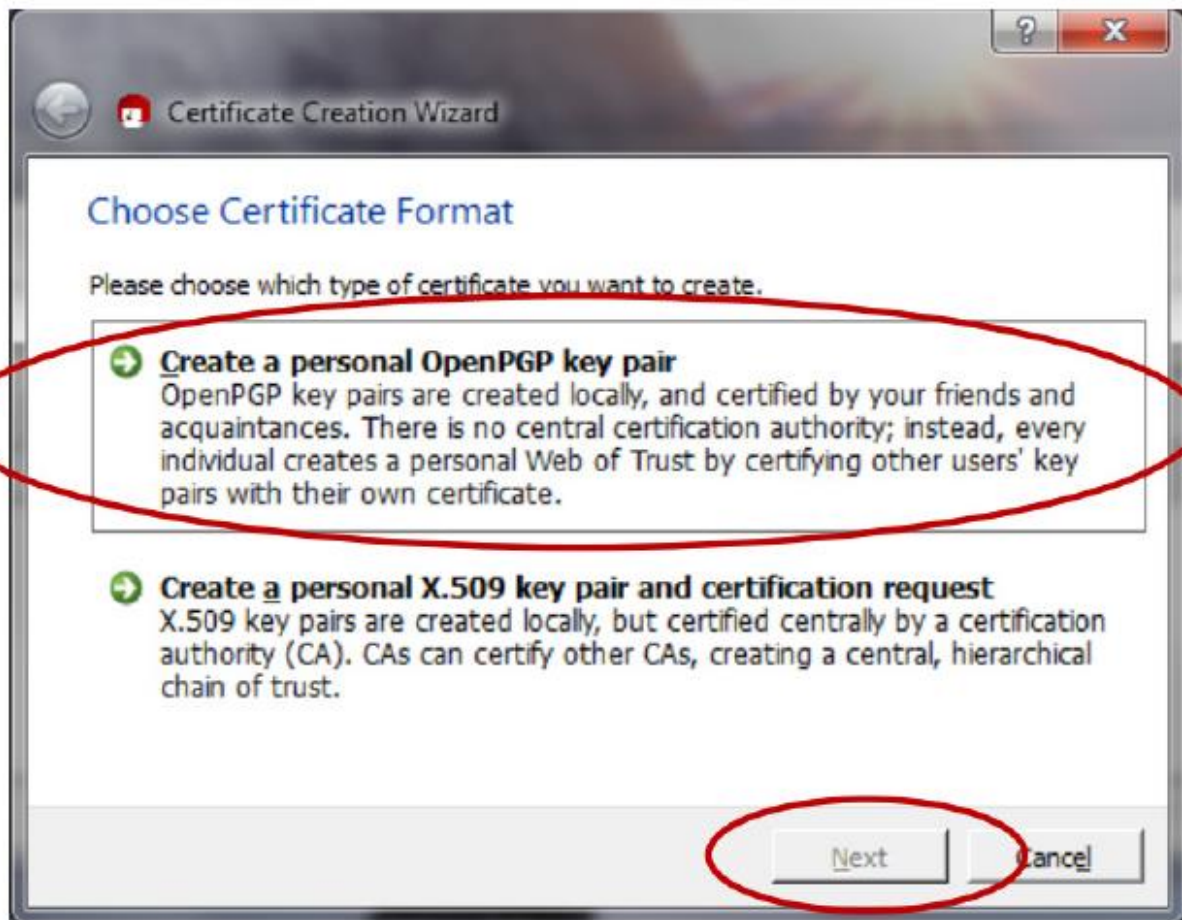 ?
X
Certificate Creation Wizard
Choose Certificate Format
Please choose which type of certificate you want to create.
Create a personal OpenPGP key pair
OpenPGP key pairs are created locally, and certified by your friends and
acquaintances. There is no central certification authority; instead, every
individual creates a personal Web of Trust by certifying other users' key
pairs with their own certificate.
Create a personal X.509 key pair and certification request
X.509 key pairs are created locally, but certified centrally by a certification
authority (CA). CAs can certify other CAs, creating a central, hierarchical
chain of trust.
Next
Cancel